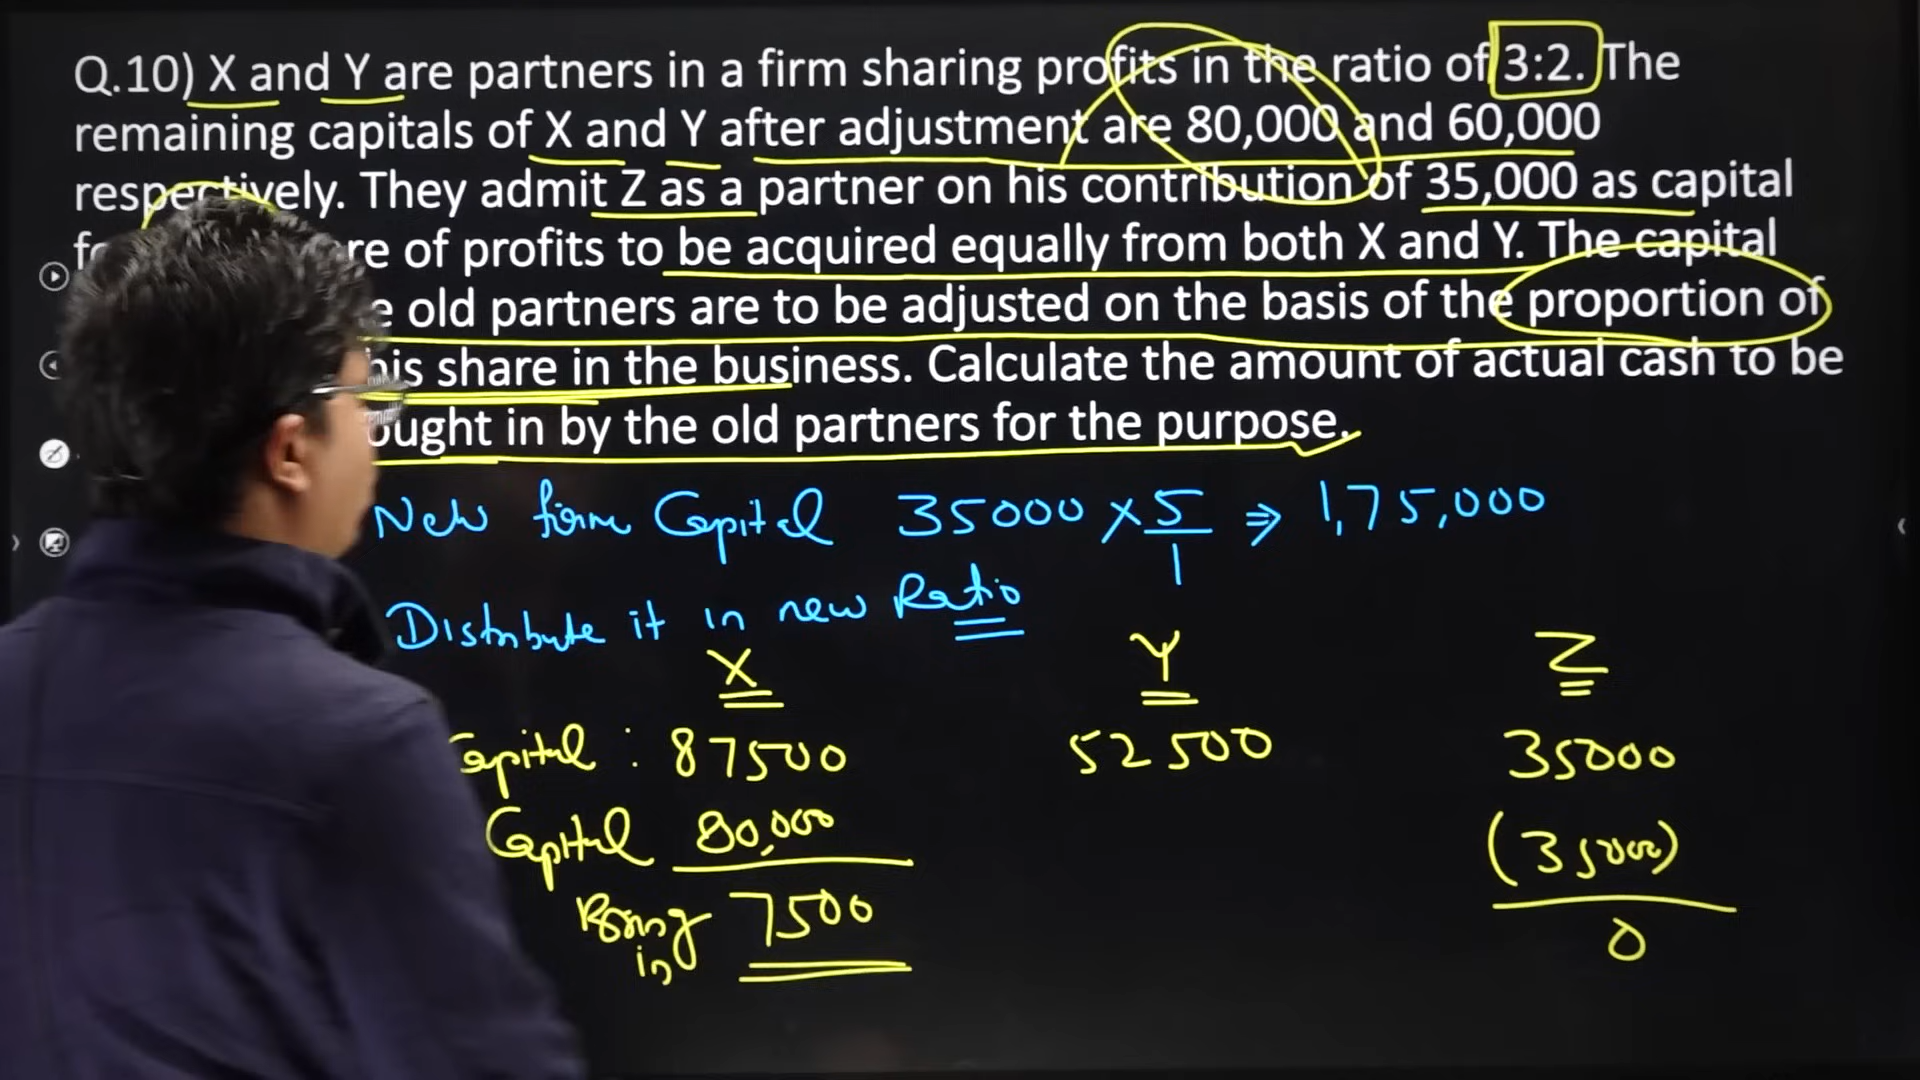 Q.10) X and Y are partners in a firm sharing profits in the ratio of 3:2. The
remaining capitals of X and Y after adjustment are 80,000 and 60,000
respectively. They admit Z as a partner on his contribution of 35,000 as capital
re of profits to be acquired equally from both X and Y. The capital
e old partners are to be adjusted on the basis of the proportion of
his share in the business. Calculate the amount of actual cash to be
ought in by the old partners for the purpose.
New firm Capital 35000 × 5/1 ⇒ 1,75,000
Distribute it in new Ratio
X Y Z
Capital : 87500 52500 35000
Capital 80,000 (35000)
Bring in 7500 0